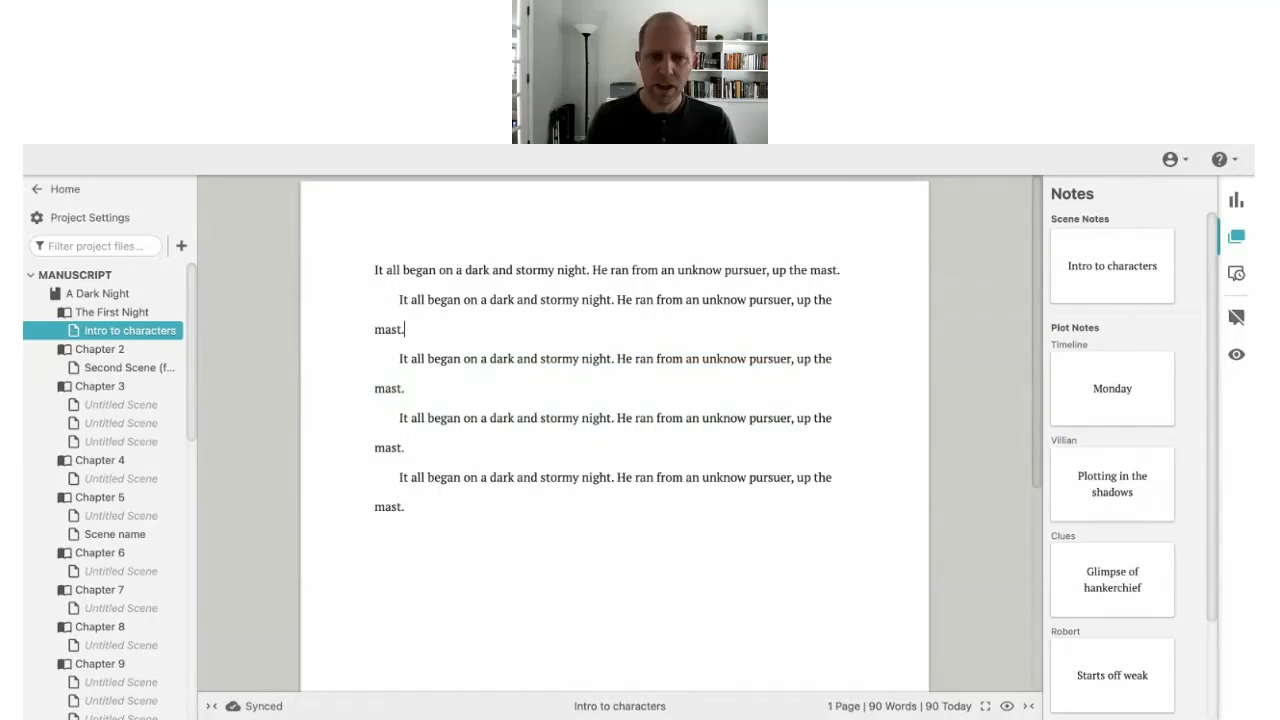 Home
Project Settings
Filter project files...
MANUSCRIPT
A Dark Night
The First Night
Intro to characters
Chapter 2
Second Scene (f...
Chapter 3
Untitled Scene
Untitled Scene
Untitled Scene
Chapter 4
Untitled Scene
Chapter 5
Untitled Scene
Scene name
Chapter 6
Untitled Scene
Chapter 7
Untitled Scene
Chapter 8
Untitled Scene
Chapter 9
Untitled Scene
Untitled Scene
It all began on a dark and stormy night. He ran from an unknow pursuer, up the mast.
It all began on a dark and stormy night. He ran from an unknow pursuer, up the
mast.
It all began on a dark and stormy night. He ran from an unknow pursuer, up the
mast.
It all began on a dark and stormy night. He ran from an unknow pursuer, up the
mast.
It all began on a dark and stormy night. He ran from an unknow pursuer, up the
mast.
Notes
Scene Notes
Intro to characters
Plot Notes
Timeline
Monday
Villian
Plotting in the
shadows
Clues
Glimpse of
hankerchief
Robert
Starts off weak
Synced
Intro to characters
1 Page | 90 Words | 90 Today